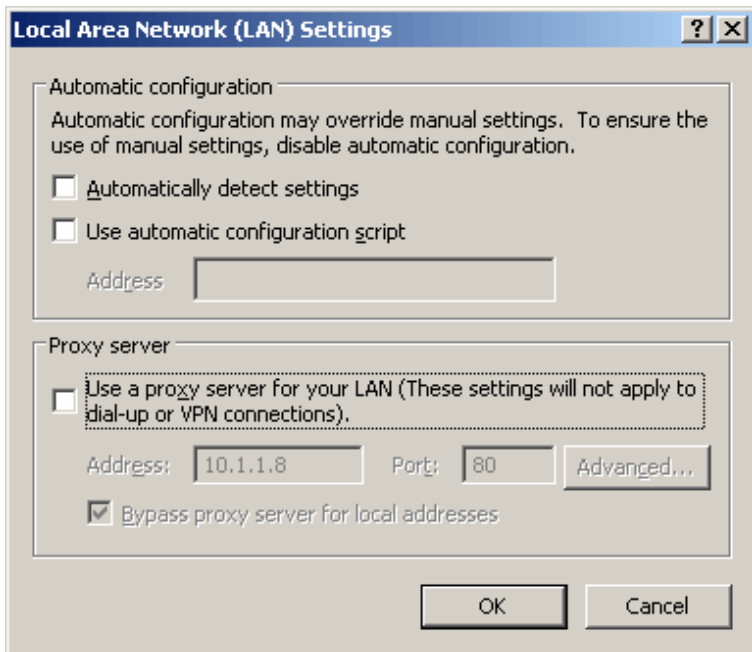 Local Area Network (LAN) Settings
Automatic configuration
Automatic configuration may override manual settings.  To ensure the
use of manual settings, disable automatic configuration.
Automatically detect settings
Use automatic configuration script
Address
Proxy server
Use a proxy server for your LAN (These settings will not apply to
dial-up or VPN connections).
Address: 10.1.1.8 Port: 80 Advanced...
Bypass proxy server for local addresses
OK Cancel